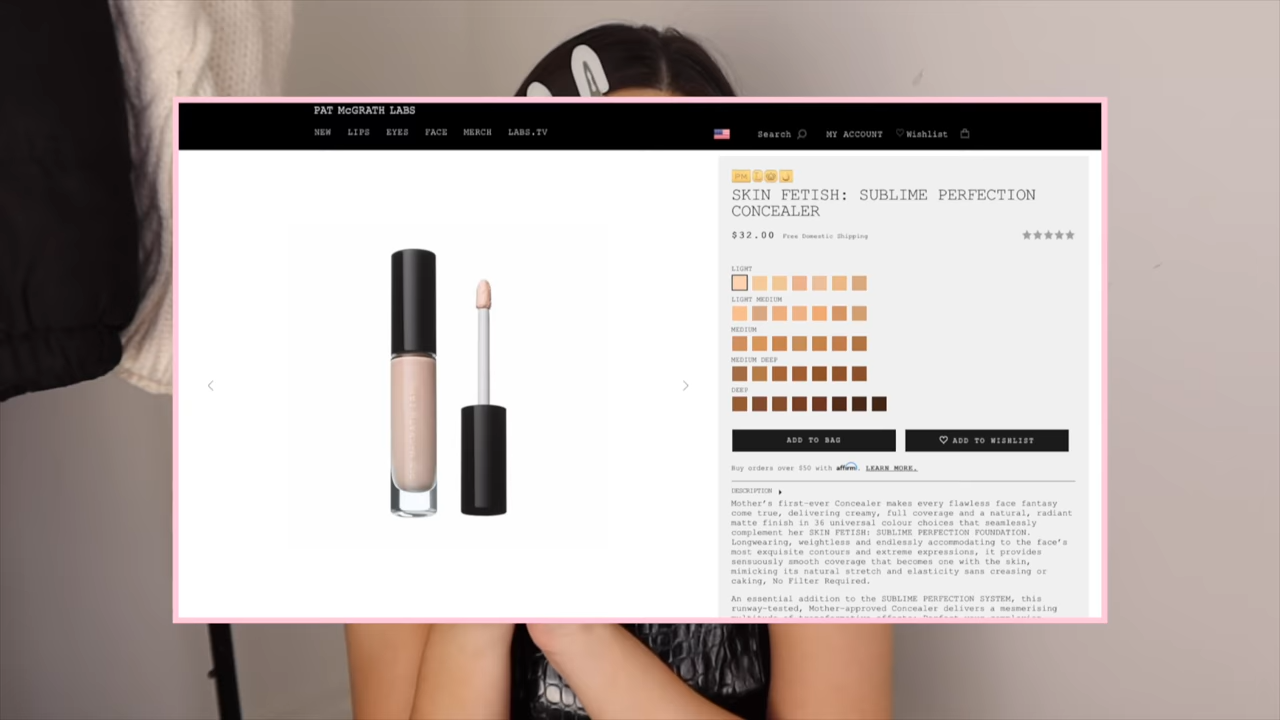 PAT McGRATH LABS
NEW LIPS EYES FACE MERCH LABS.TV
Search MY ACCOUNT Wishlist
SKIN FETISH: SUBLIME PERFECTION
CONCEALER
$32.00 Free Domestic Shipping
LIGHT
LIGHT MEDIUM
MEDIUM
MEDIUM DEEP
DEEP
ADD TO BAG
ADD TO WISHLIST
Buy orders over $50 with affirm. LEARN MORE.
DESCRIPTION
Mother's first-ever Concealer makes every flawless face fantasy
come true, delivering creamy, full coverage and a natural, radiant
matte finish in 36 universal colour choices that seamlessly
complement her SKIN FETISH: SUBLIME PERFECTION FOUNDATION.
Longwearing, weightless and endlessly accommodating to the face's
most exquisite contours and extreme expressions, it provides
sensuously smooth coverage that becomes one with the skin,
mimicking its natural stretch and elasticity sans creasing or
caking, No Filter Required.
An essential addition to the SUBLIME PERFECTION SYSTEM, this
runway-tested, Mother-approved Concealer delivers a mesmerising